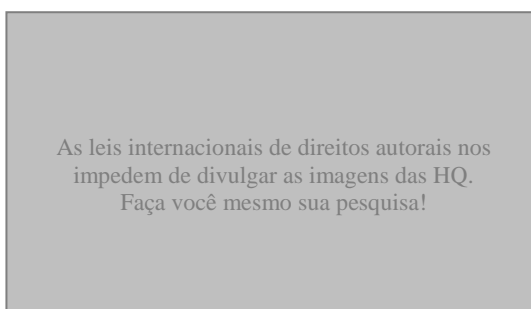 As leis internacionais de direitos autorais nos
impedem de divulgar as imagens das HQ.
Faça você mesmo sua pesquisa!